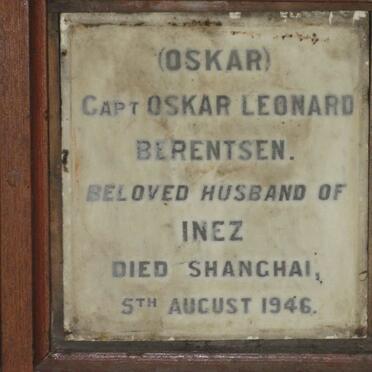 (OSKAR)
CAPT OSKAR LEONARD
BERENTSEN.
BELOVED HUSBAND OF
INEZ
DIED SHANGHAI,
5TH AUGUST 1946.